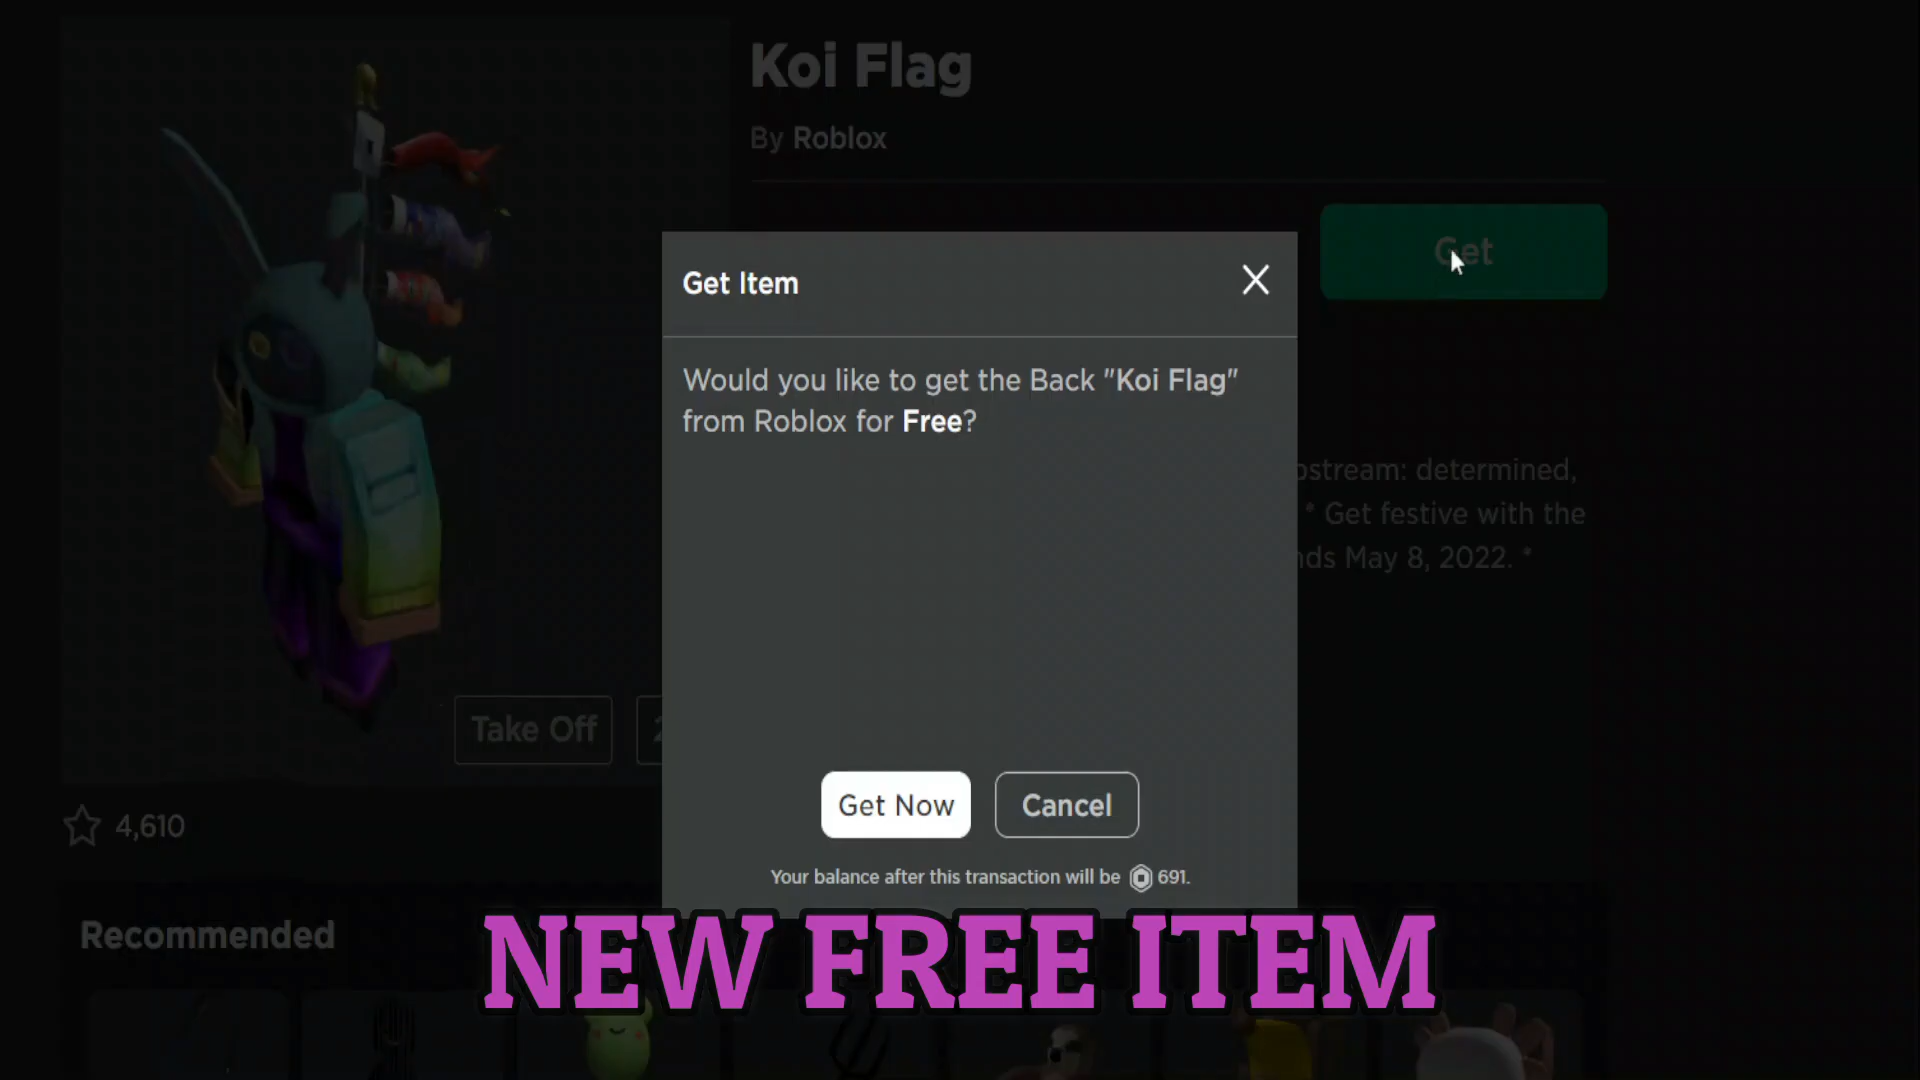 Koi Flag
By Roblox
Get
Get Item
Would you like to get the Back "Koi Flag"
from Roblox for Free?
pstream: determined,
* Get festive with the
nds May 8, 2022. *
Take Off
Get Now
Cancel
4,610
Your balance after this transaction will be 691.
Recommended
NEW FREE ITEM